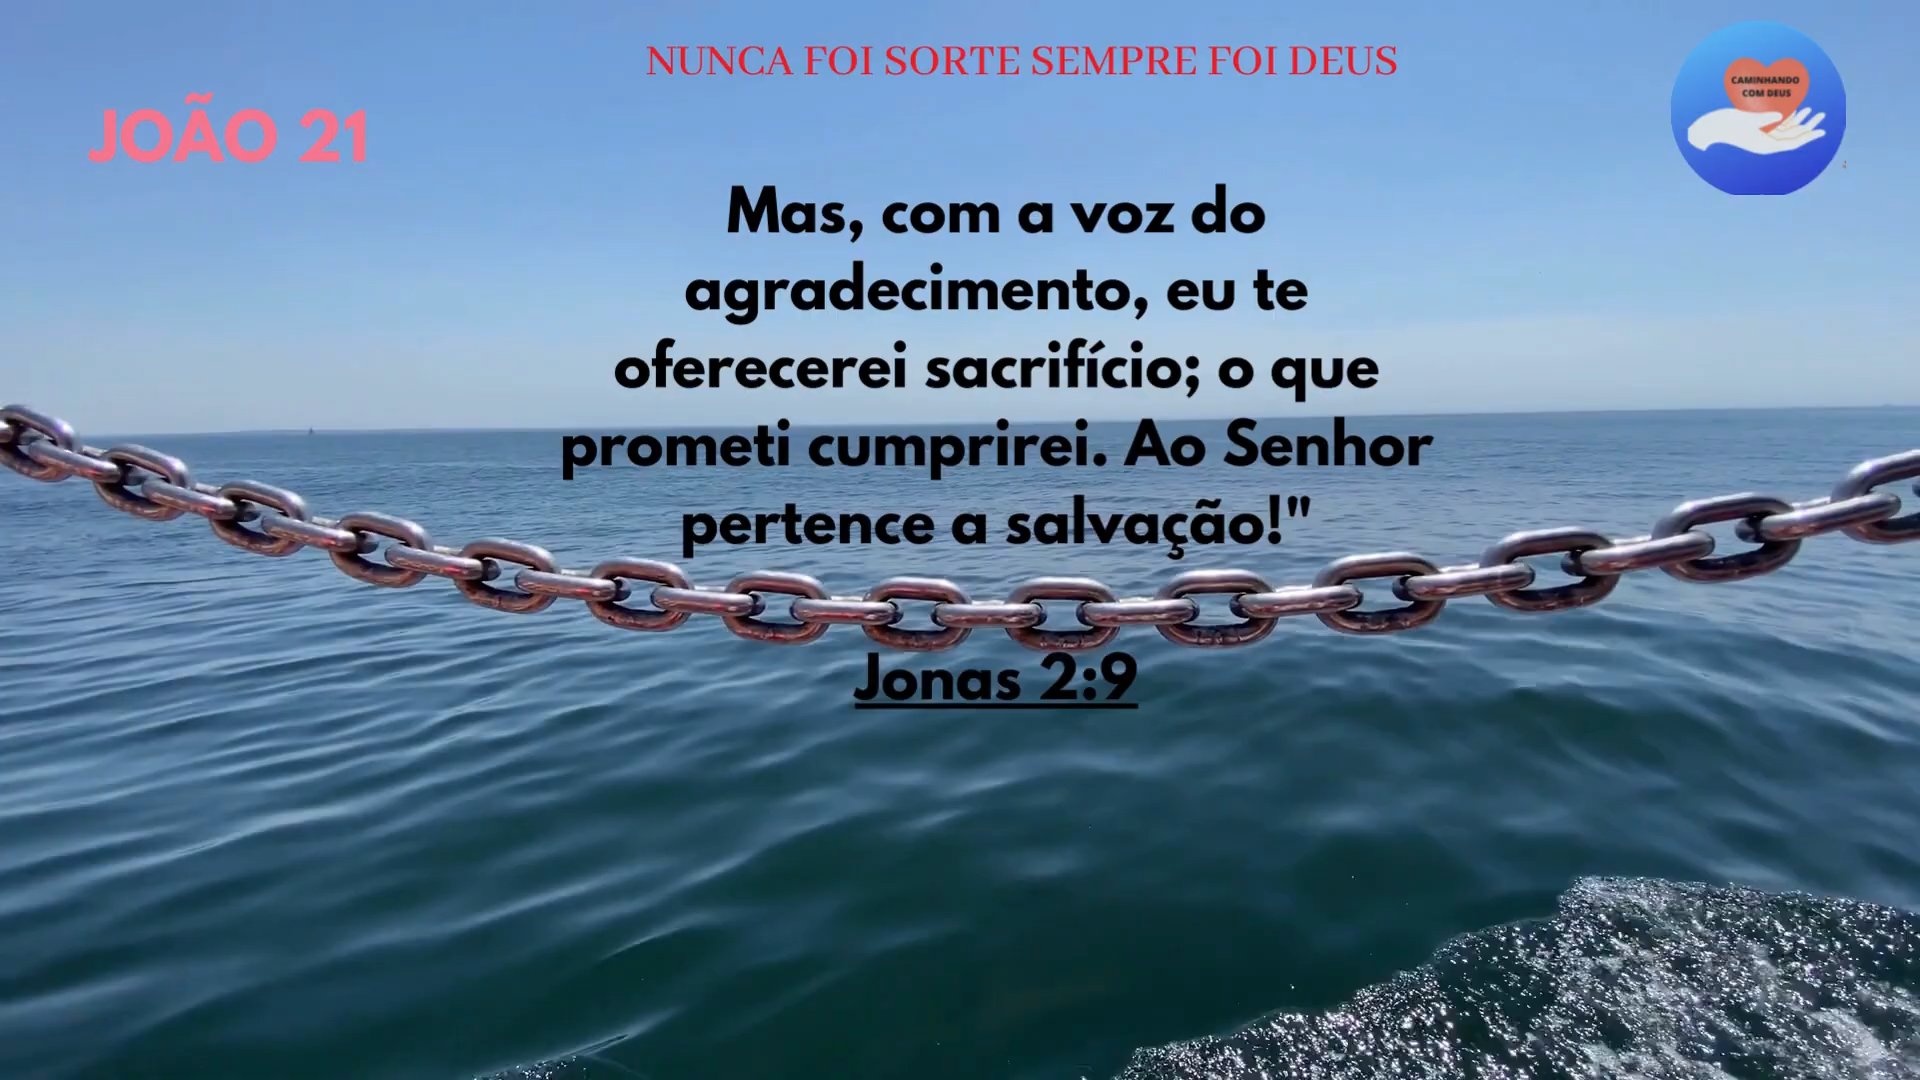 NUNCA FOI SORTE SEMPRE FOI DEUS
CAMINHANDO
COM DEUS
JOÃO 21
Mas, com a voz do
agradecimento, eu te
oferecerei sacrifício; o que
prometi cumprirei. Ao Senhor
pertence a salvação!"
Jonas 2:9